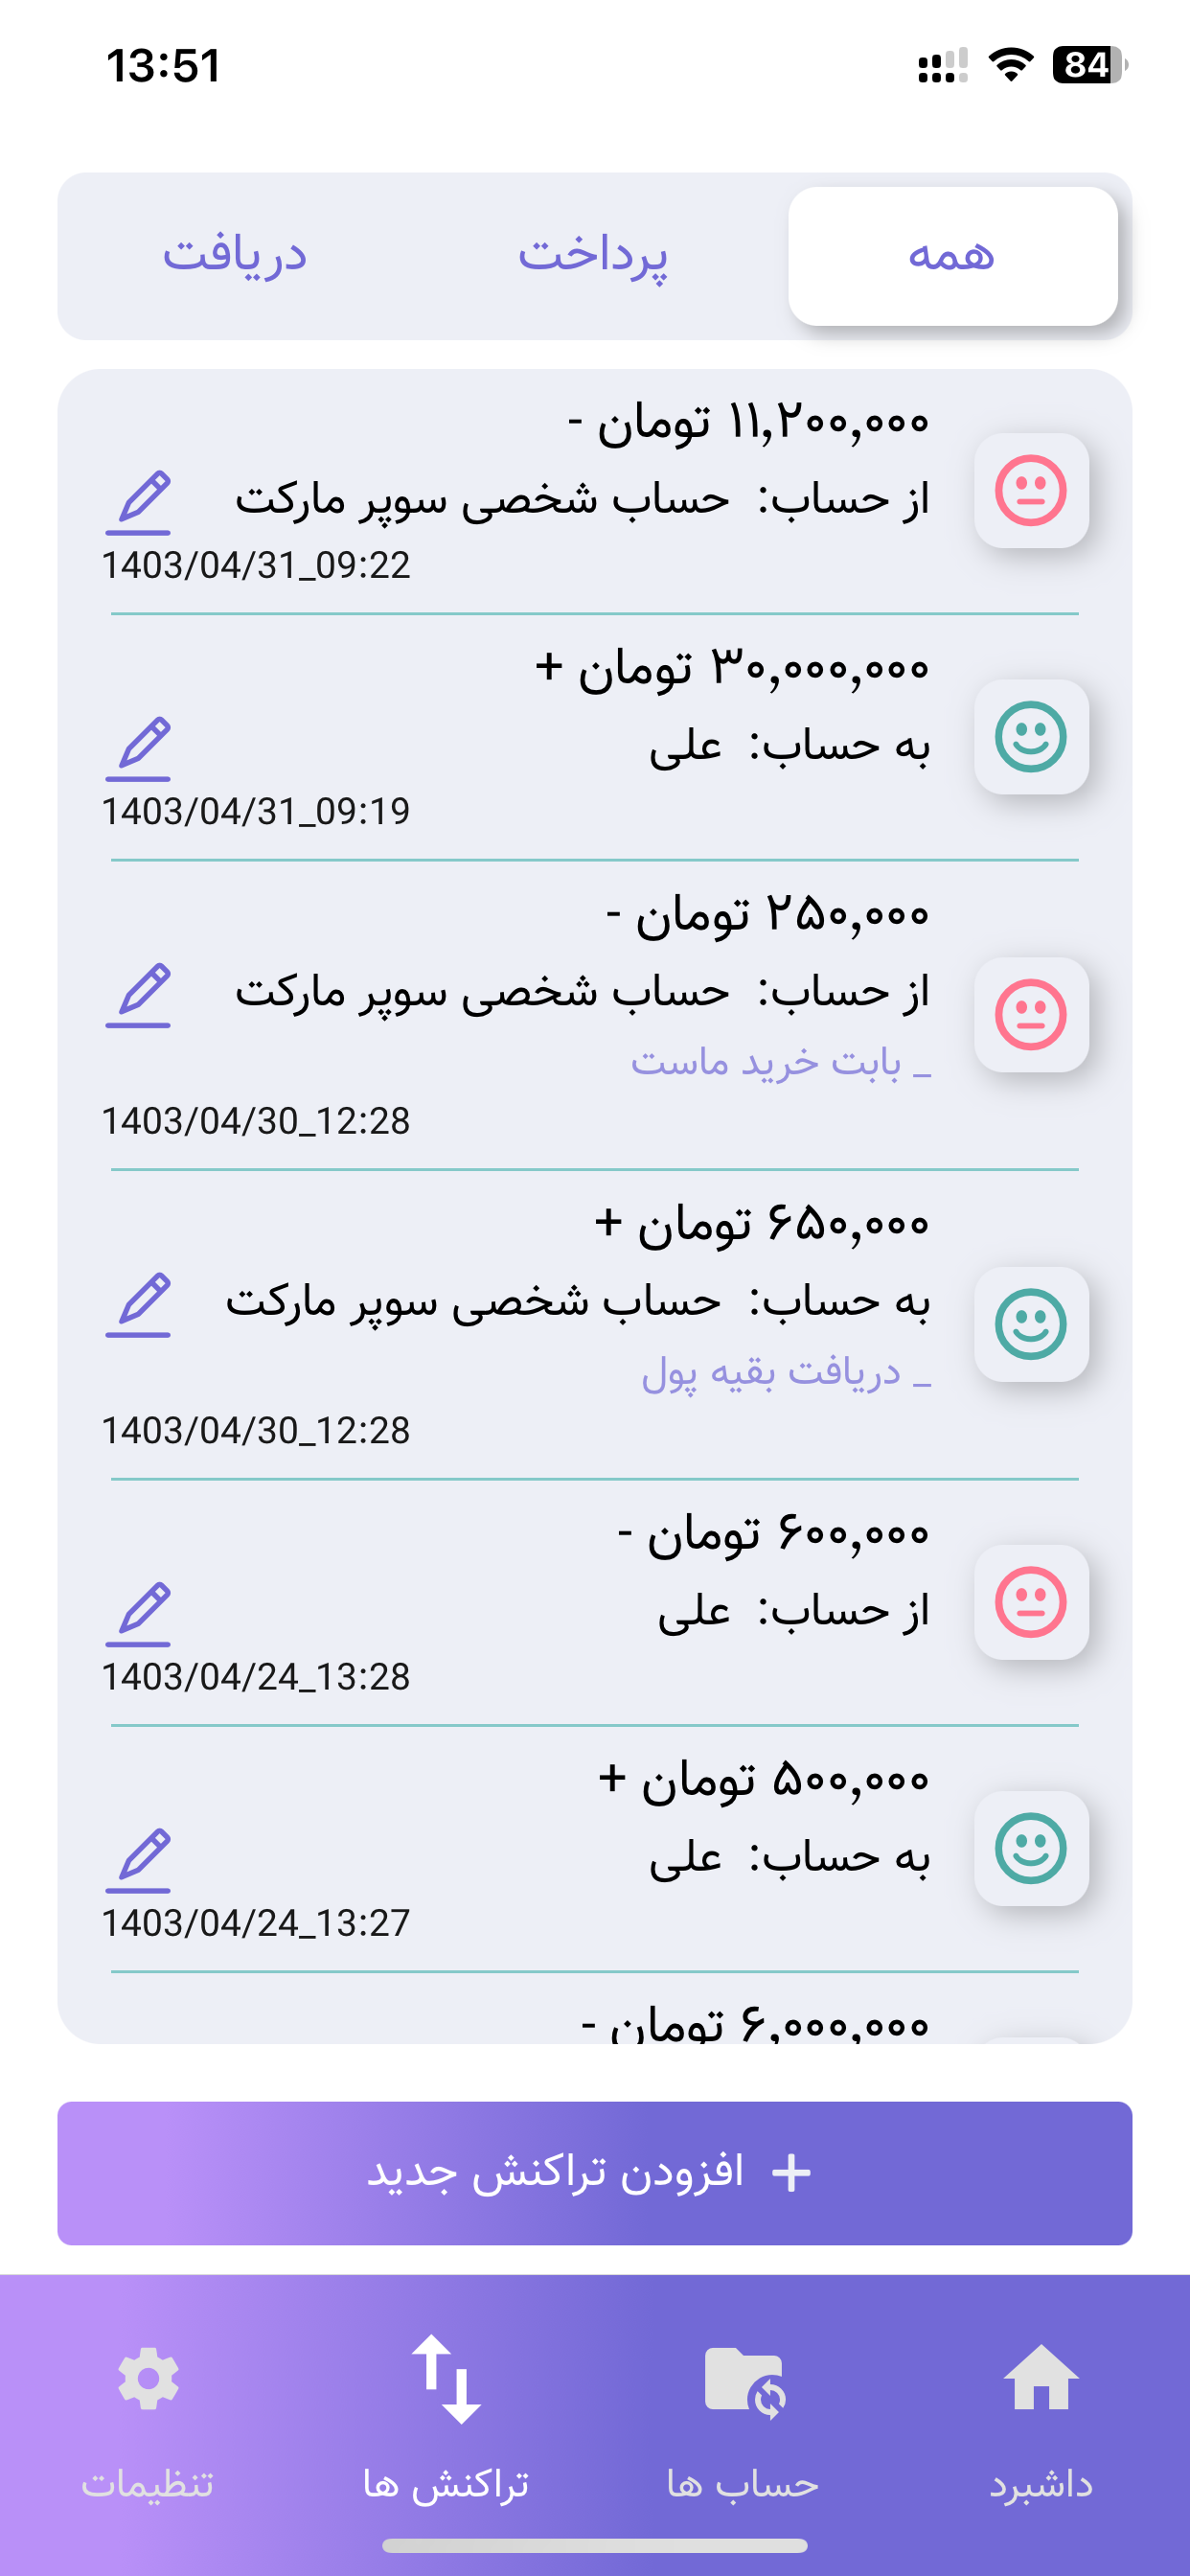 13:51
84
همه پرداخت دریافت
۱۱,۲۰۰,۰۰۰ تومان -
از حساب: حساب شخصی سوپر مارکت
1403/04/31_09:22
۳۰,۰۰۰,۰۰۰ تومان +
به حساب: علی
1403/04/31_09:19
۲۵۰,۰۰۰ تومان -
از حساب: حساب شخصی سوپر مارکت
_ بابت خرید ماست
1403/04/30_12:28
۶۵۰,۰۰۰ تومان +
به حساب: حساب شخصی سوپر مارکت
_ دریافت بقیه پول
1403/04/30_12:28
۶۰۰,۰۰۰ تومان -
از حساب: علی
1403/04/24_13:28
۵۰۰,۰۰۰ تومان +
به حساب: علی
1403/04/24_13:27
۶,۰۰۰,۰۰۰ تومان -
+ افزودن تراکنش جدید
داشبرد حساب ها تراکنش ها تنظیمات